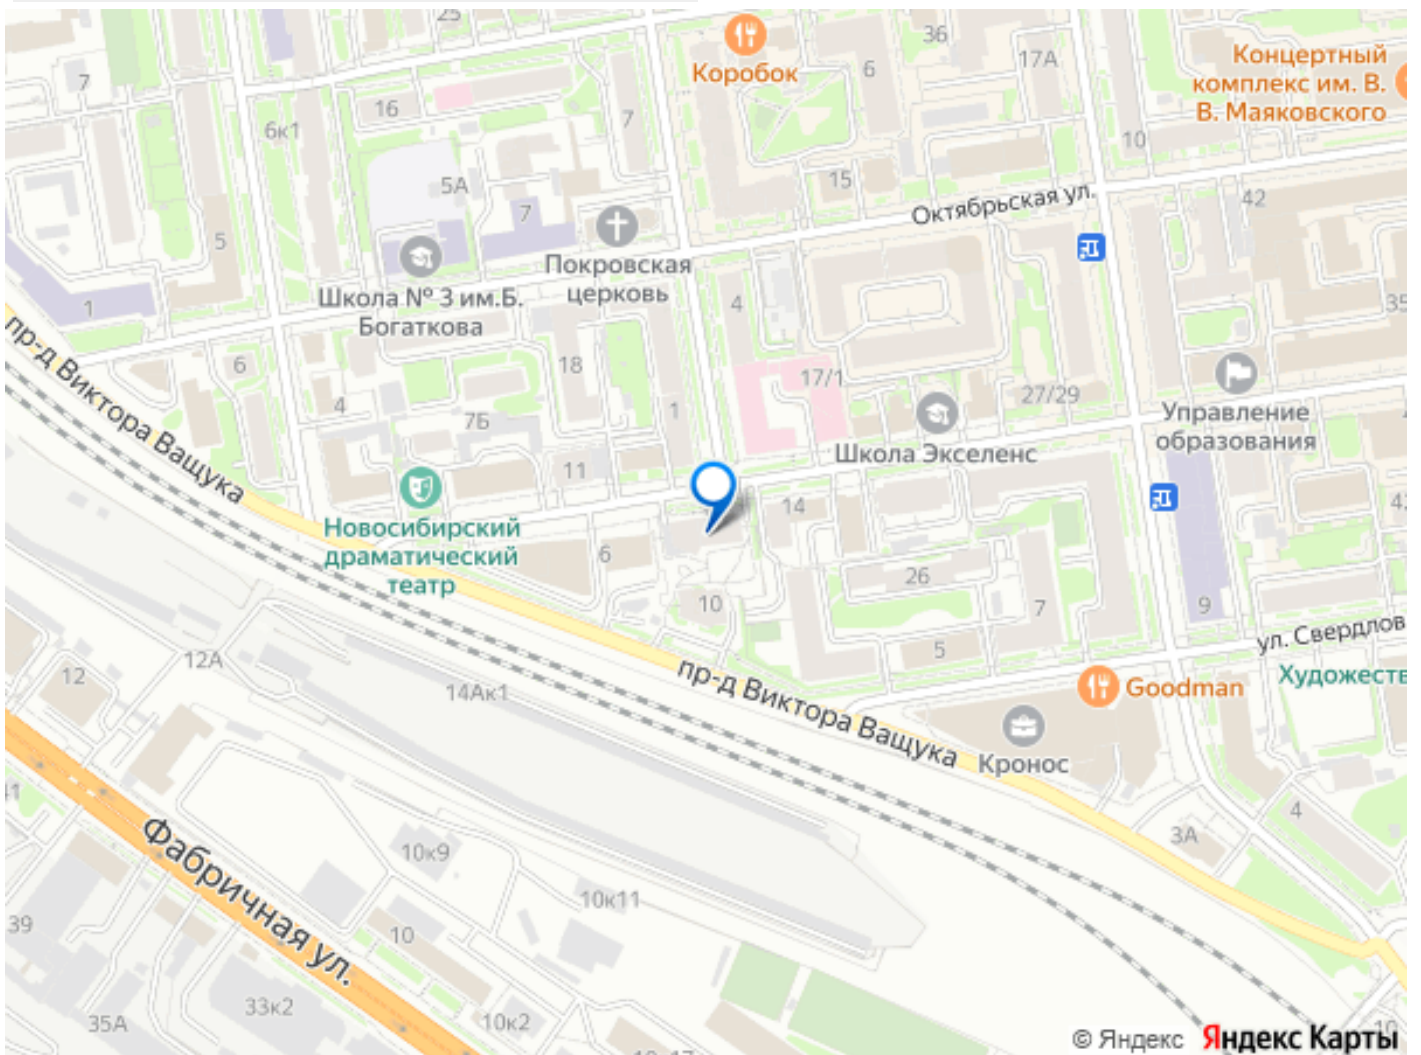 25
36
17А
Концертный
комплекс им. В.
В. Маяковского
Коробок
6
7
16
6к1
7
10
5А
15
42
7
Октябрьская ул.
5
Покровская
церковь
Школа № 3 им.Б.
Богаткова
1
4
35
пр-д Виктора Ващука
6
18
17/1
4
7Б
1
27/29
Управление
образования
Школа Экселенс
11
14
Новосибирский
драматический
театр
6
26
10
7
9
5
ул. Свердлов
12
12А
14Ак1
пр-д Виктора Ващука
Goodman
Художеств
Кронос
41
4
3А
Фабричная ул.
10к9
10к11
39
10
33к2
35А
10к2
10
© Яндекс Яндекс Карты